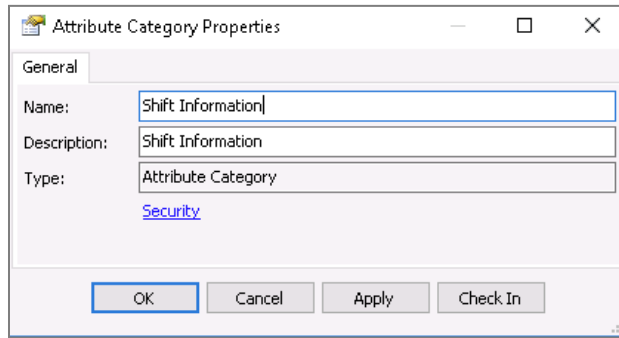 Attribute Category Properties
General
Name: Shift Information
Description: Shift Information
Type: Attribute Category
Security
OK Cancel Apply Check In